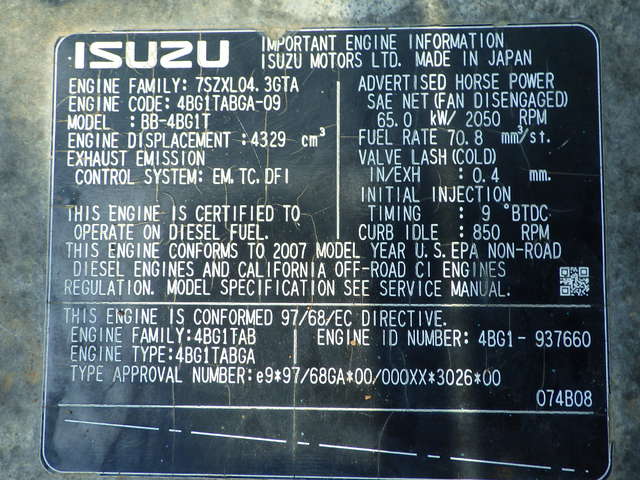 ISUZU
IMPORTANT ENGINE INFORMATION
ISUZU MOTORS LTD. MADE IN JAPAN
ENGINE FAMILY: 7SZXL04.3GTA
ENGINE CODE: 4BG1TABGA-09
MODEL : BB-4BG1T
ENGINE DISPLACEMENT:4329 cm³
EXHAUST EMISSION
CONTROL SYSTEM: EM,TC,DFI
THIS ENGINE IS CERTIFIED TO
OPERATE ON DIESEL FUEL.
ADVERTISED HORSE POWER
SAE NET(FAN DISENGAGED)
65.0 kW/ 2050 RPM
FUEL RATE 70.8 mm³/st.
VALVE LASH(COLD)
IN/EXH : 0.4 mm.
INITIAL INJECTION
TIMING : 9 °BTDC
CURB IDLE : 850 RPM
THIS ENGINE CONFORMS TO 2007 MODEL YEAR U.S.EPA NON-ROAD
DIESEL ENGINES AND CALIFORNIA OFF-ROAD CI ENGINES
REGULATION. MODEL SPECIFICATION SEE SERVICE MANUAL.
THIS ENGINE IS CONFORMED 97/68/EC DIRECTIVE.
ENGINE FAMILY:4BG1TAB
ENGINE ID NUMBER: 4BG1- 937660
ENGINE TYPE:4BG1TABGA
TYPE APPROVAL NUMBER:e9*97/68GA*00/000XX*3026*00
074B08